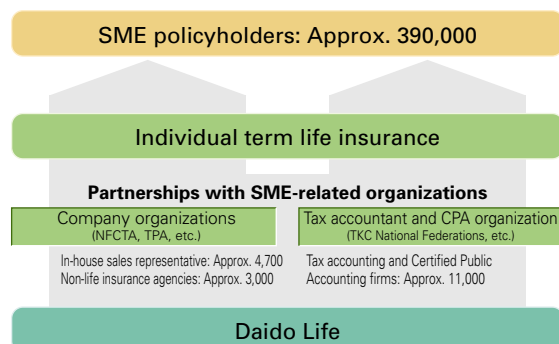 SME policyholders: Approx. 390,000
Individual term life insurance
Partnerships with SME-related organizations
Company organizations
(NFCTA, TPA, etc.)
Tax accountant and CPA organization
(TKC National Federations, etc.)
In-house sales representative: Approx. 4,700
Non-life insurance agencies: Approx. 3,000
Tax accounting and Certified Public
Accounting firms: Approx. 11,000
Daido Life